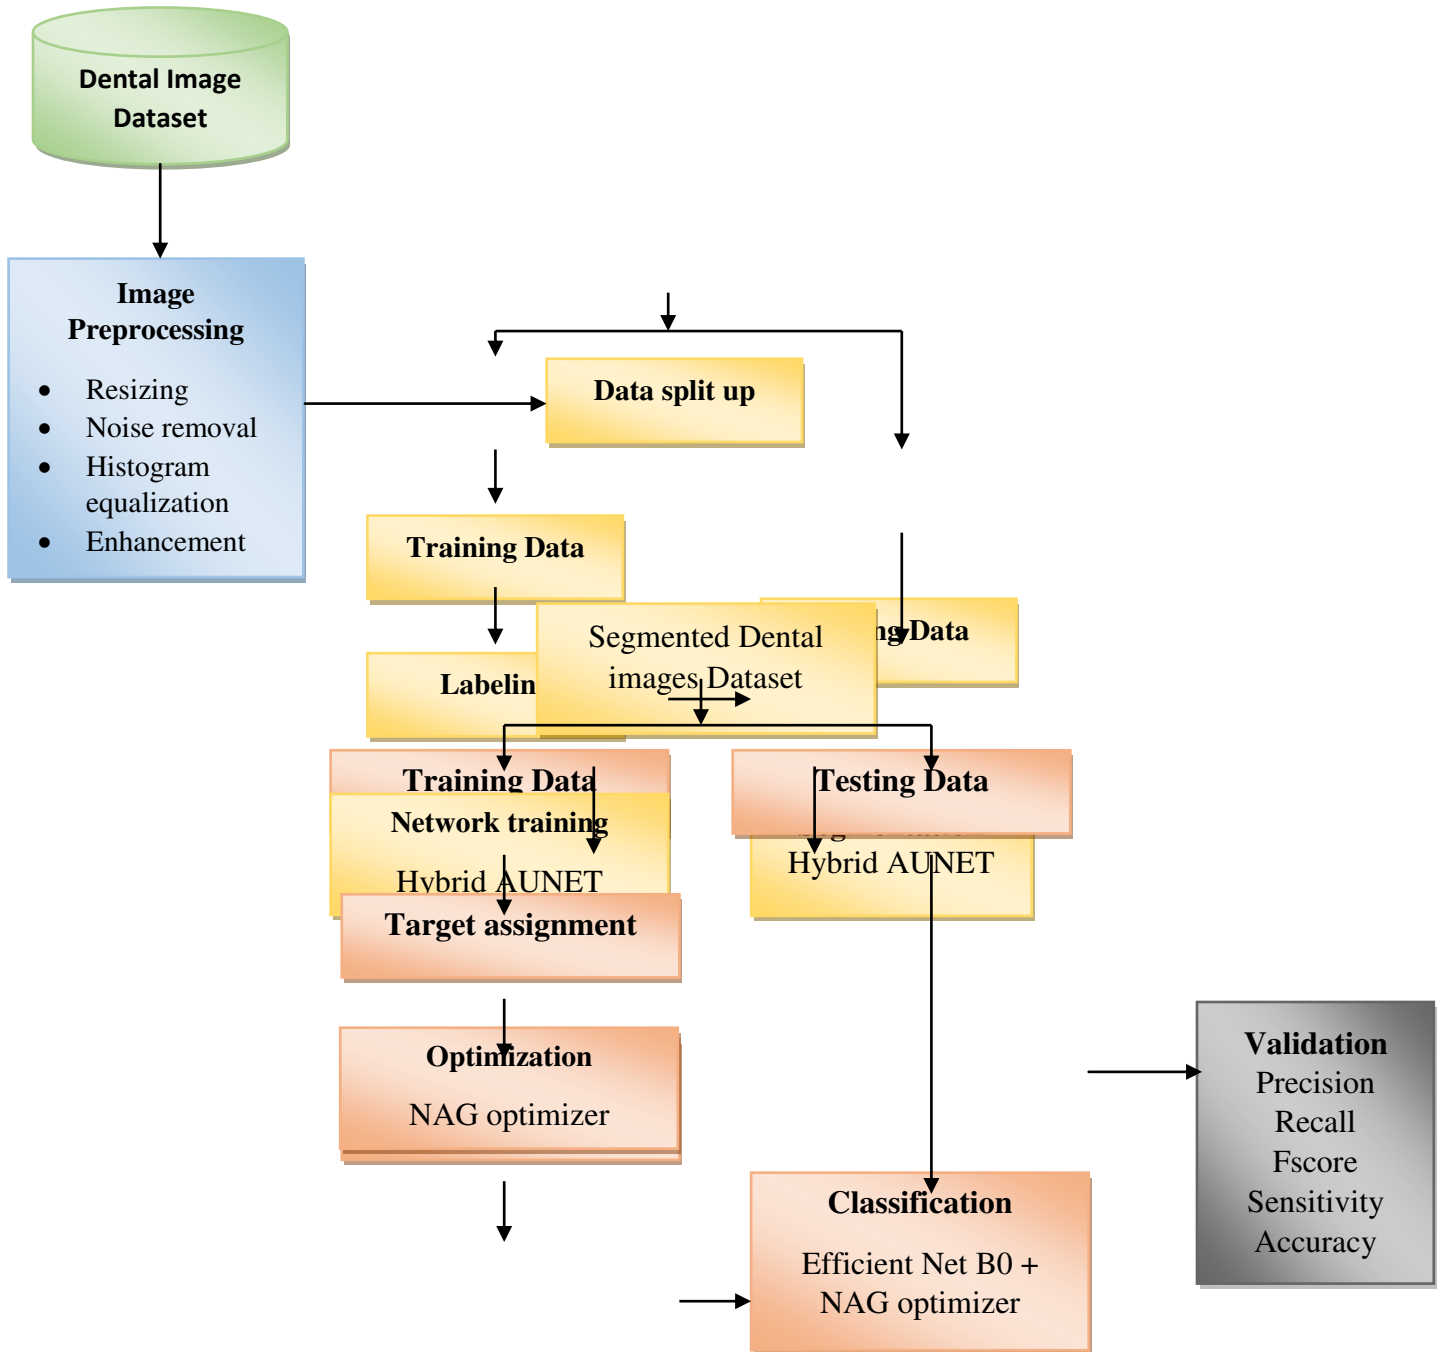 Dental Image
Dataset
Image
Preprocessing
• Resizing
• Noise removal
• Histogram
equalization
• Enhancement
Data split up
Training Data
Segmented Dental
images Dataset
Data
Training Data
Network training
Hybrid AUNET
Testing Data
Hybrid AUNET
Target assignment
Optimization
NAG optimizer
Classification
Efficient Net B0 +
NAG optimizer
Validation
Precision
Recall
Fscore
Sensitivity
Accuracy